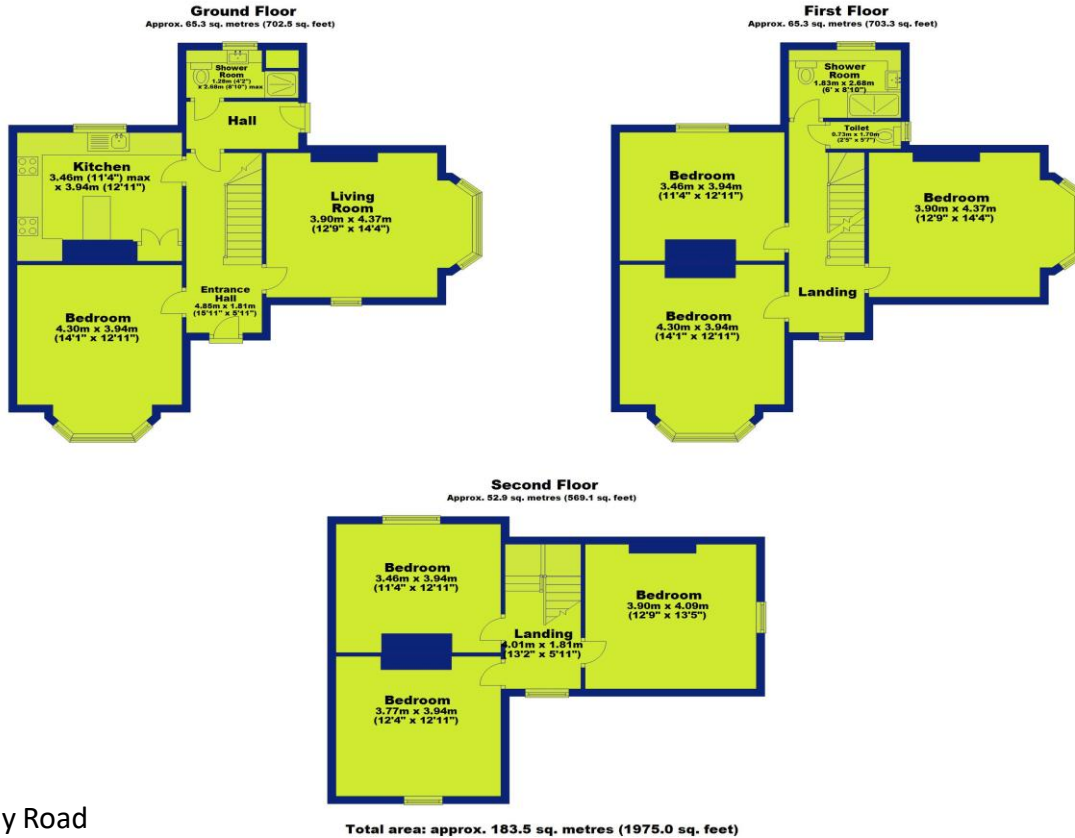 Ground Floor
Approx. 65.3 sq. metres (702.5 sq. feet)
Shower
Room
1.28m (4'2")
x 2.68m (8'10") max
Hall
Kitchen
3.46m (11'4") max
x 3.94m (12'11")
Living
Room
3.90m x 4.37m
(12'9" x 14'4")
Entrance
Hall
4.85m x 1.81m
(15'11" x 5'11")
Bedroom
4.30m x 3.94m
(14'1" x 12'11")
First Floor
Approx. 65.3 sq. metres (703.3 sq. feet)
Shower
Room
1.83m x 2.68m
(6' x 8'10")
Toilet
0.73m x 1.70m
(2'5" x 5'7")
Bedroom
3.46m x 3.94m
(11'4" x 12'11")
Bedroom
3.90m x 4.37m
(12'9" x 14'4")
Landing
Bedroom
4.30m x 3.94m
(14'1" x 12'11")
Second Floor
Approx. 52.9 sq. metres (569.1 sq. feet)
Bedroom
3.46m x 3.94m
(11'4" x 12'11")
Bedroom
3.90m x 4.09m
(12'9" x 13'5")
Landing
4.01m x 1.81m
(13'2" x 5'11")
Bedroom
3.77m x 3.94m
(12'4" x 12'11")
y Road
Total area: approx. 183.5 sq. metres (1975.0 sq. feet)